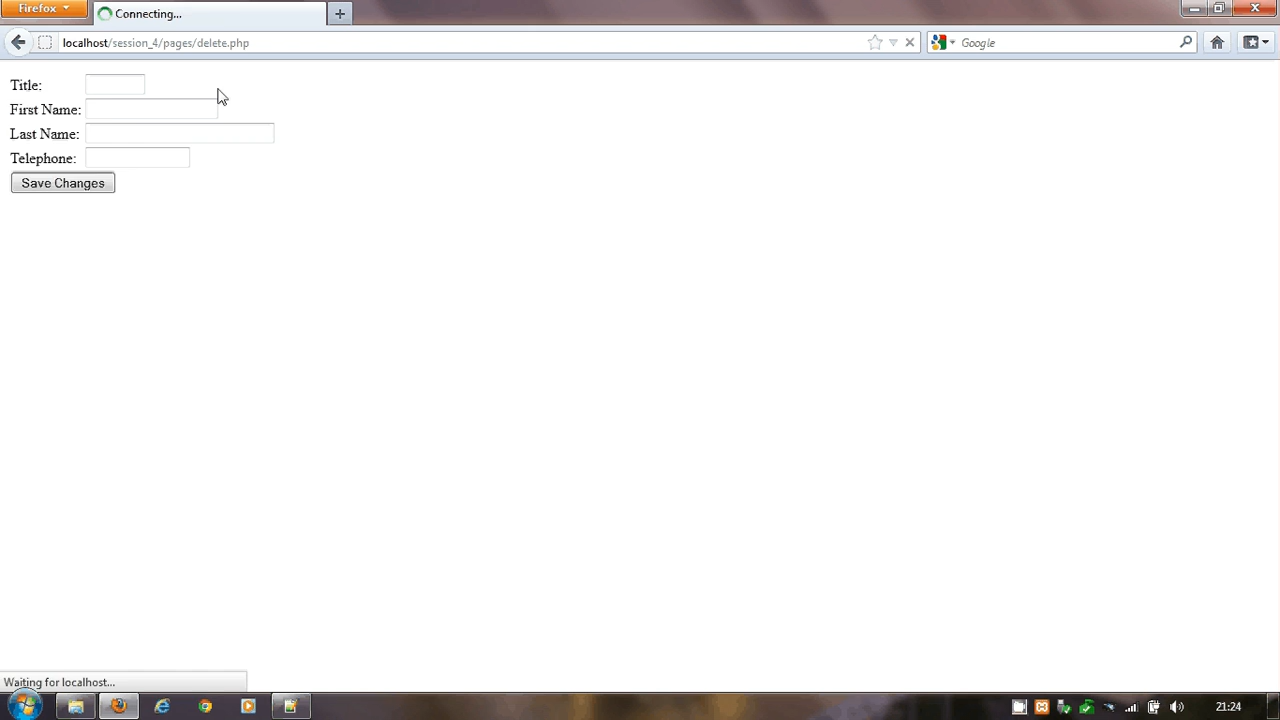 Firefox
Connecting...
localhost/session_4/pages/delete.php
Google
Title:
First Name:
Last Name:
Telephone:
Save Changes
Waiting for localhost...
21:24